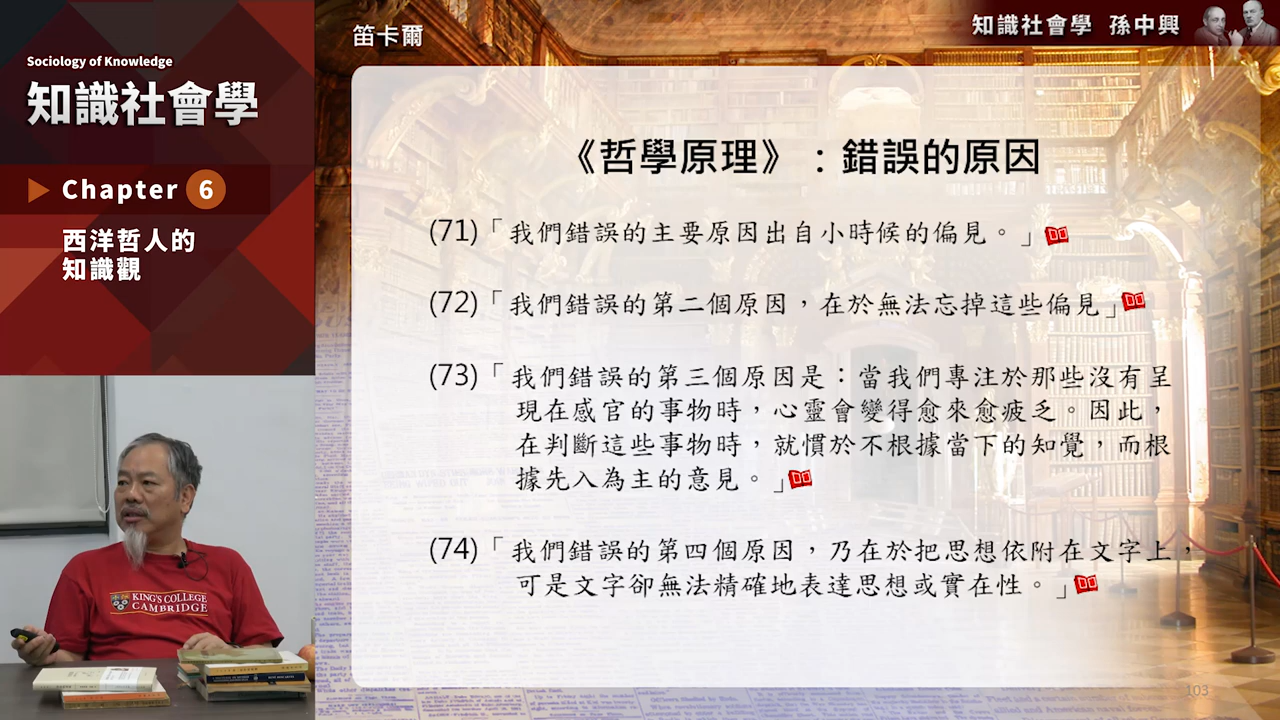 Sociology of Knowledge
知識社會學
Chapter 6
西洋哲人的
知識觀
笛卡爾
知識社會學 孫中興
《哲學原理》：錯誤的原因
(71)「我們錯誤的主要原因出自小時候的偏見。」
(72)「我們錯誤的第二個原因，在於無法忘掉這些偏見」
(73)「我們錯誤的第三個原因是：當我們專注於那些沒有呈
現在感官的事物時，心靈會變得愈來愈疲乏。因此，
在判斷這些事物時，就慣於不根據當下的知覺，而根
據先入為主的意見。」
(74)「我們錯誤的第四個原因，乃在於把思想依附在文字上，
可是文字卻無法精確地表達思想或實在性 」
103
KING'S COLLEGE
CAMBRIDGE